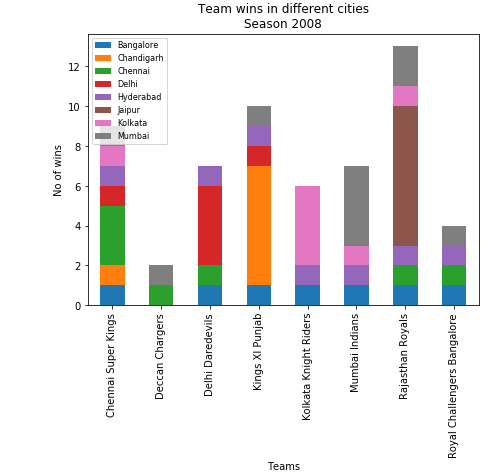 Team wins in different cities
Season 2008
Bangalore
Chandigarh
Chennai
Delhi
Hyderabad
Jaipur
Kolkata
Mumbai
No of wins
12
10
8
6
4
2
0
Chennai Super Kings
Deccan Chargers
Delhi Daredevils
Kings XI Punjab
Kolkata Knight Riders
Mumbai Indians
Rajasthan Royals
Royal Challengers Bangalore
Teams